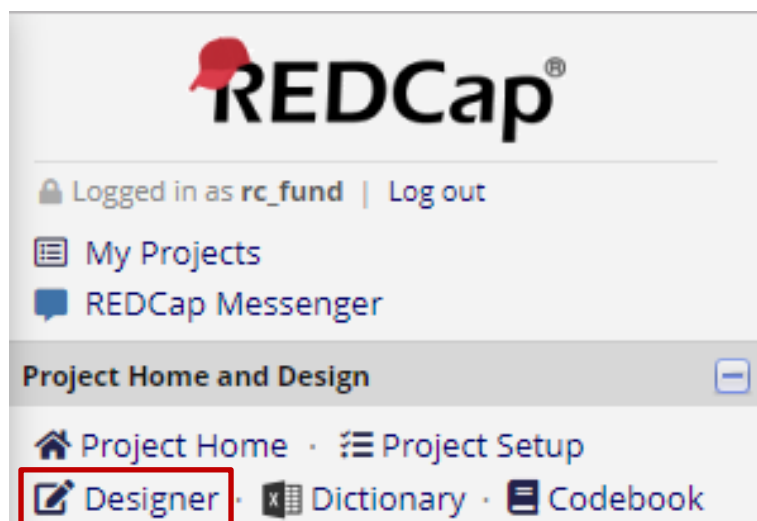 REDCap®
Logged in as rc_fund | Log out
My Projects
REDCap Messenger
Project Home and Design
Project Home · Project Setup
Designer · Dictionary · Codebook